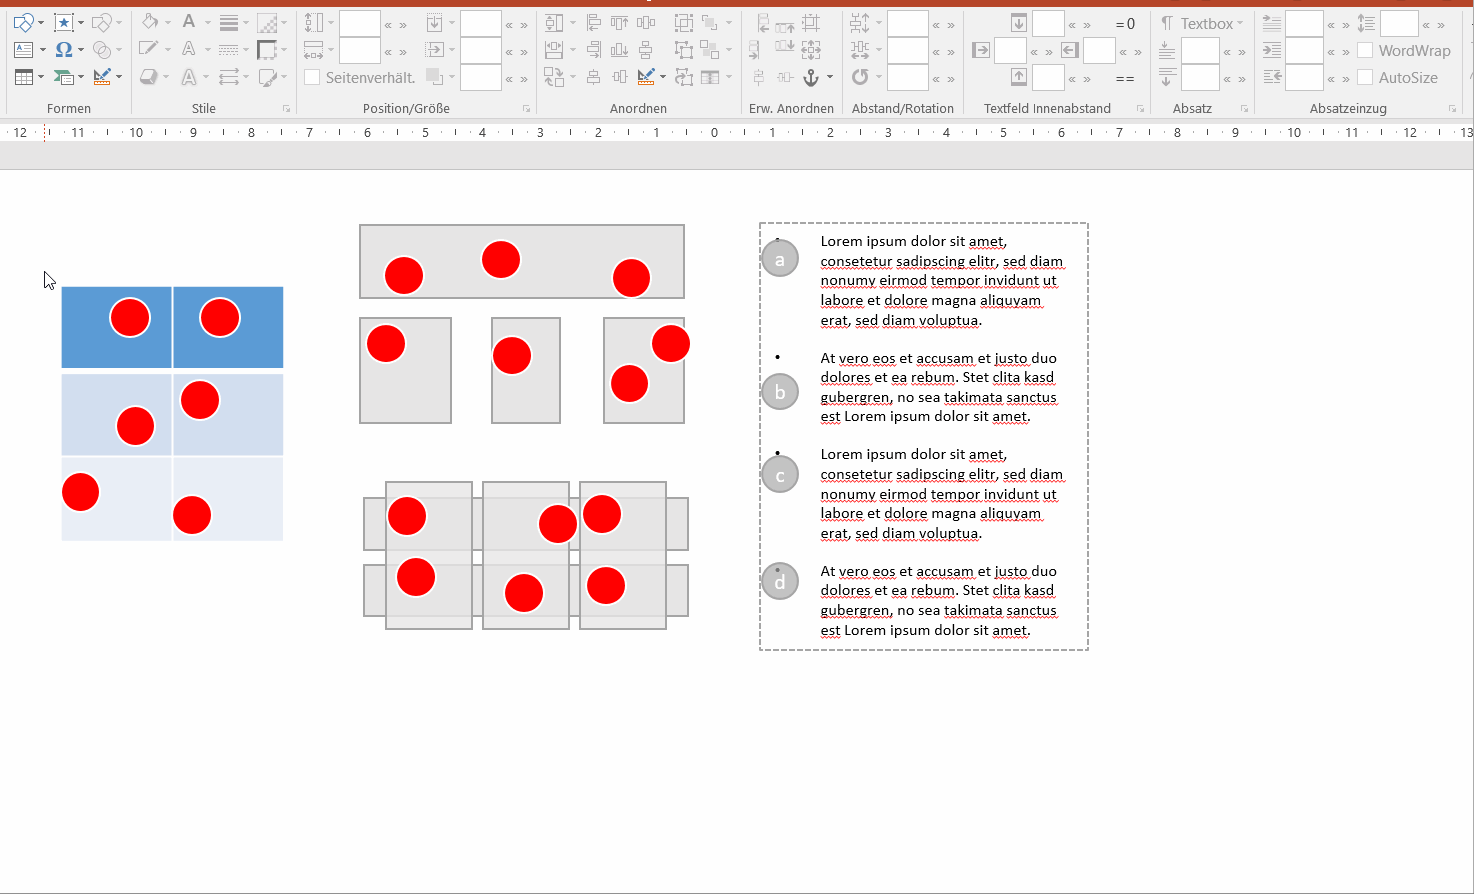 = 0 ¶ Textbox
WordWrap
Seitenverhält. == AutoSize
Formen Stile Position/Größe Anordnen Erw. Anordnen Abstand/Rotation Textfeld Innenabstand Absatz Absatzeinzug
12 11 10 9 8 7 6 5 4 3 2 1 0 1 2 3 4 5 6 7 8 9 10 11 12 13
a
• Lorem ipsum dolor sit amet,
consetetur sadipscing elitr, sed diam
nonumy eirmod tempor invidunt ut
labore et dolore magna aliquyam
erat, sed diam voluptua.
b
• At vero eos et accusam et justo duo
dolores et ea rebum. Stet clita kasd
gubergren, no sea takimata sanctus
est Lorem ipsum dolor sit amet.
c
• Lorem ipsum dolor sit amet,
consetetur sadipscing elitr, sed diam
nonumy eirmod tempor invidunt ut
labore et dolore magna aliquyam
erat, sed diam voluptua.
d
• At vero eos et accusam et justo duo
dolores et ea rebum. Stet clita kasd
gubergren, no sea takimata sanctus
est Lorem ipsum dolor sit amet.